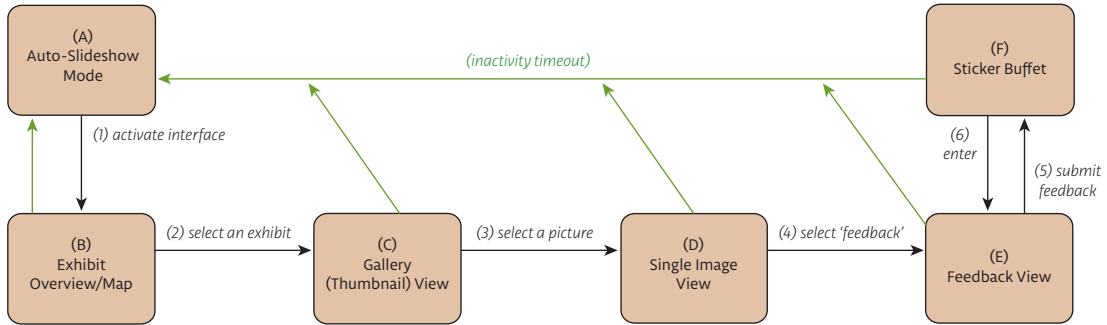 (A)
Auto-Slideshow
Mode
(inactivity timeout)
(F)
Sticker Buffet
(1) activate interface
(6)
enter
(5) submit
feedback
(B)
Exhibit
Overview/Map
(2) select an exhibit
(C)
Gallery
(Thumbnail) View
(3) select a picture
(D)
Single Image
View
(4) select ‘feedback’
(E)
Feedback View